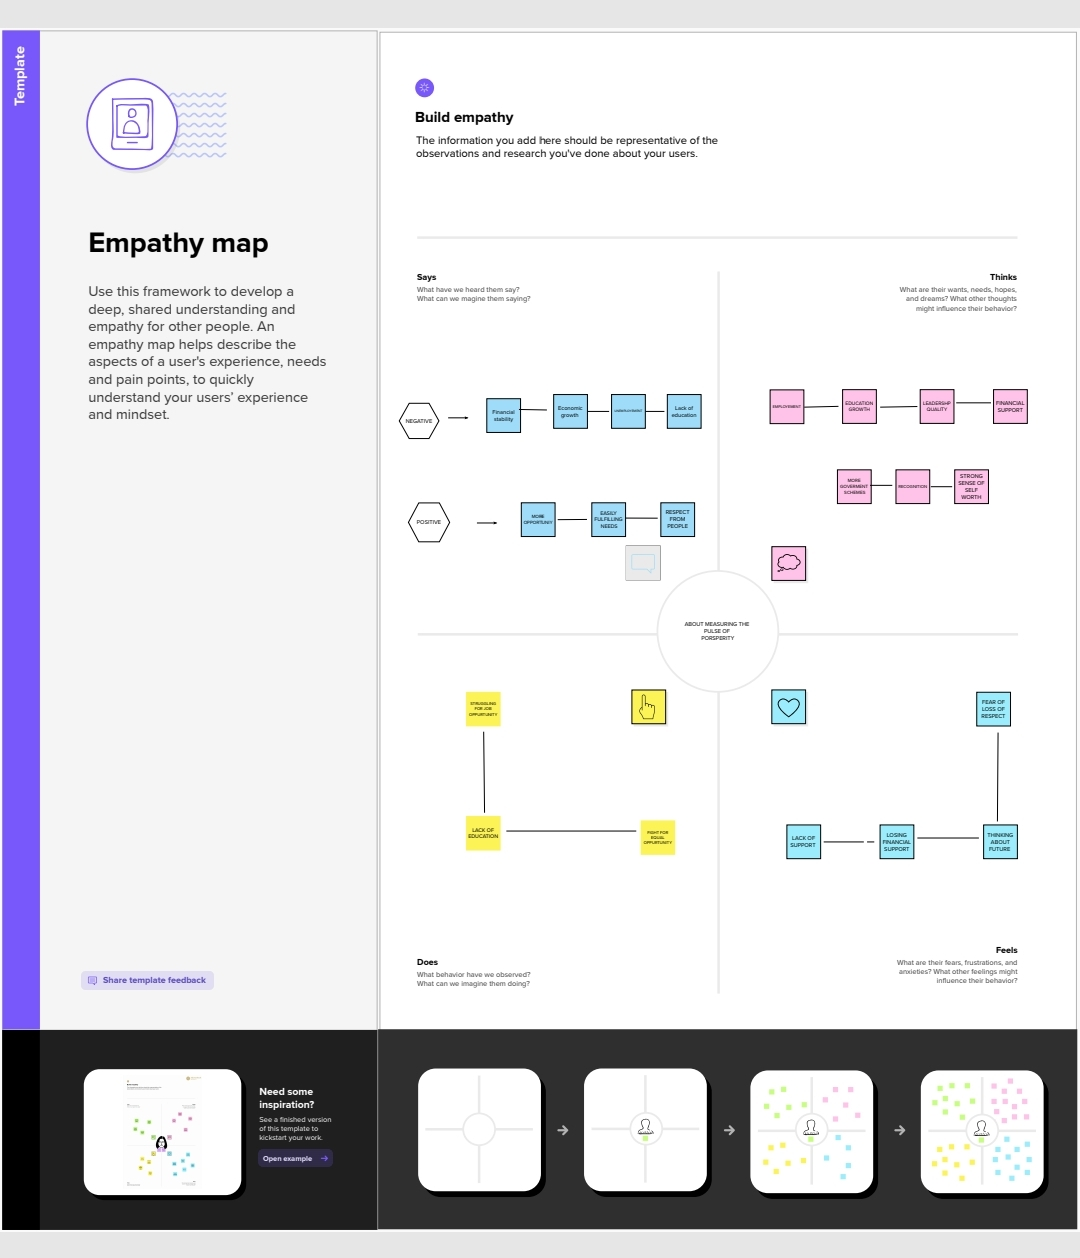 Template
Empathy map
Use this framework to develop a
deep, shared understanding and
empathy for other people. An
empathy map helps describe the
aspects of a user's experience, needs
and pain points, to quickly
understand your users' experience
and mindset.
Share template feedback
Build empathy
The information you add here should be representative of the
observations and research you've done about your users.
Says
What have we heard them say?
What can we magine them saying?
Thinks
What are their wants, needs, hopes,
and dreams? What other thoughts
might influence their behavior?
NEGATIVE
Financial
stability
Economic
growth
UNEMPLOYMENT
Lack of
education
EMPLOYEMENT
EDUCATION
GROWTH
LEADERSHIP
QUALITY
FINANCIAL
SUPPORT
MORE
GOVERMENT
SCHEMES
RECOGNITION
STRONG
SENSE OF
SELF
WORTH
POSITIVE
MORE
OPPORTUNIY
EASILY
FULFILLING
NEEDS
RESPECT
FROM
PEOPLE
ABOUT MEASURING THE
PULSE OF
PORSPERITY
STRUGGLING
FOR JOB
OPPURTUNITY
LACK OF
EDUCATION
FIGHT FOR
EQUAL
OPPURTUNITY
FEAR OF
LOSS OF
RESPECT
LACK OF
SUPPORT
LOSING
FINANCIAL
SUPPORT
THINKING
ABOUT
FUTURE
Does
What behavior have we observed?
What can we imagine them doing?
Feels
What are their fears, frustrations, and
anxieties? What other feelings might
influence their behavior?
Need some
inspiration?
See a finished version
of this template to
kickstart your work.
Open example